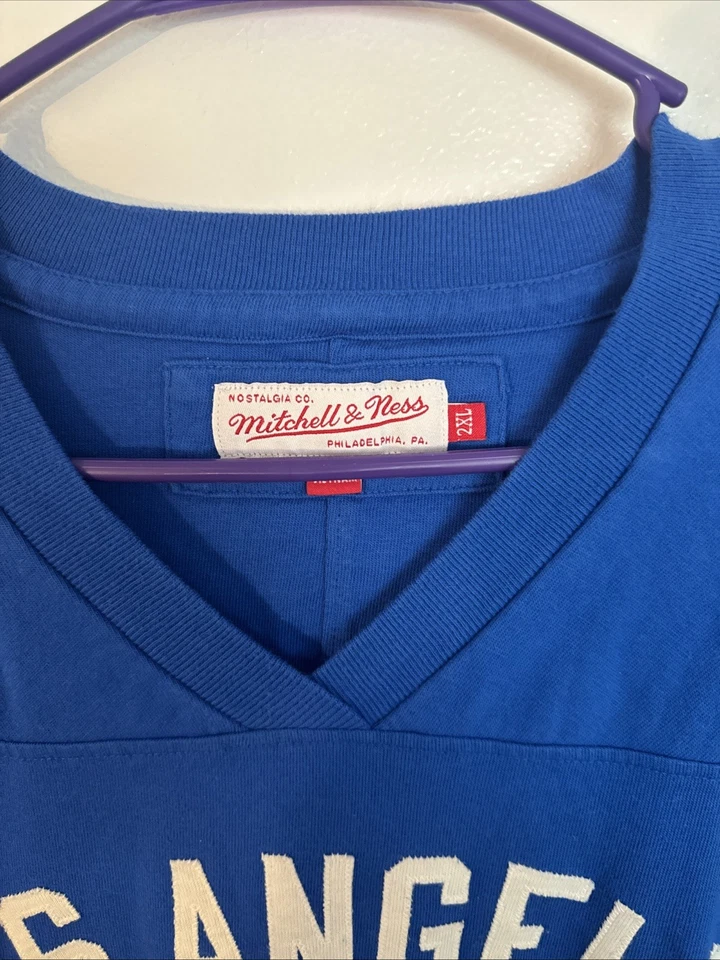 NOSTALGIA CO.
Mitchell & Ness
PHILADELPHIA, PA.
2XL
S ANGEL